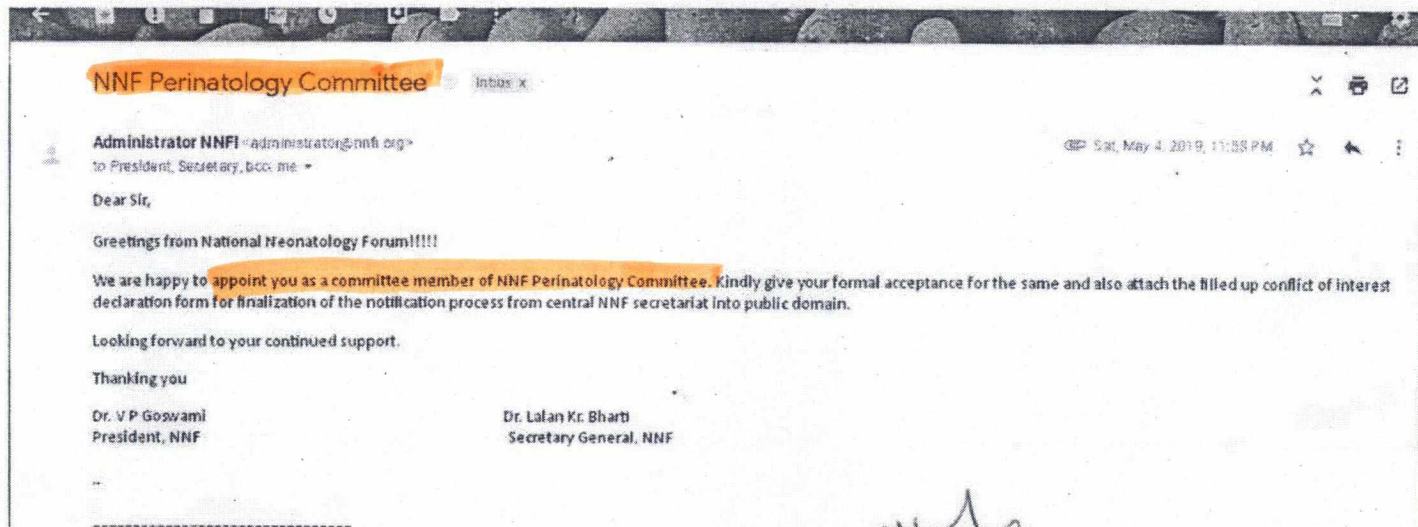 NNF Perinatology Committee Inbox x
Administrator NNFI <administrator@nnfi.org>
Sat, May 4, 2019, 11:58 PM
to President, Secretary, bcc: me
Dear Sir,
Greetings from National Neonatology Forum!!!!!
We are happy to appoint you as a committee member of NNF Perinatology Committee. Kindly give your formal acceptance for the same and also attach the filled up conflict of interest
declaration form for finalization of the notification process from central NNF secretariat into public domain.
Looking forward to your continued support.
Thanking you
Dr. V P Goswami Dr. Lalan Kr. Bharti
President, NNF Secretary General, NNF
--